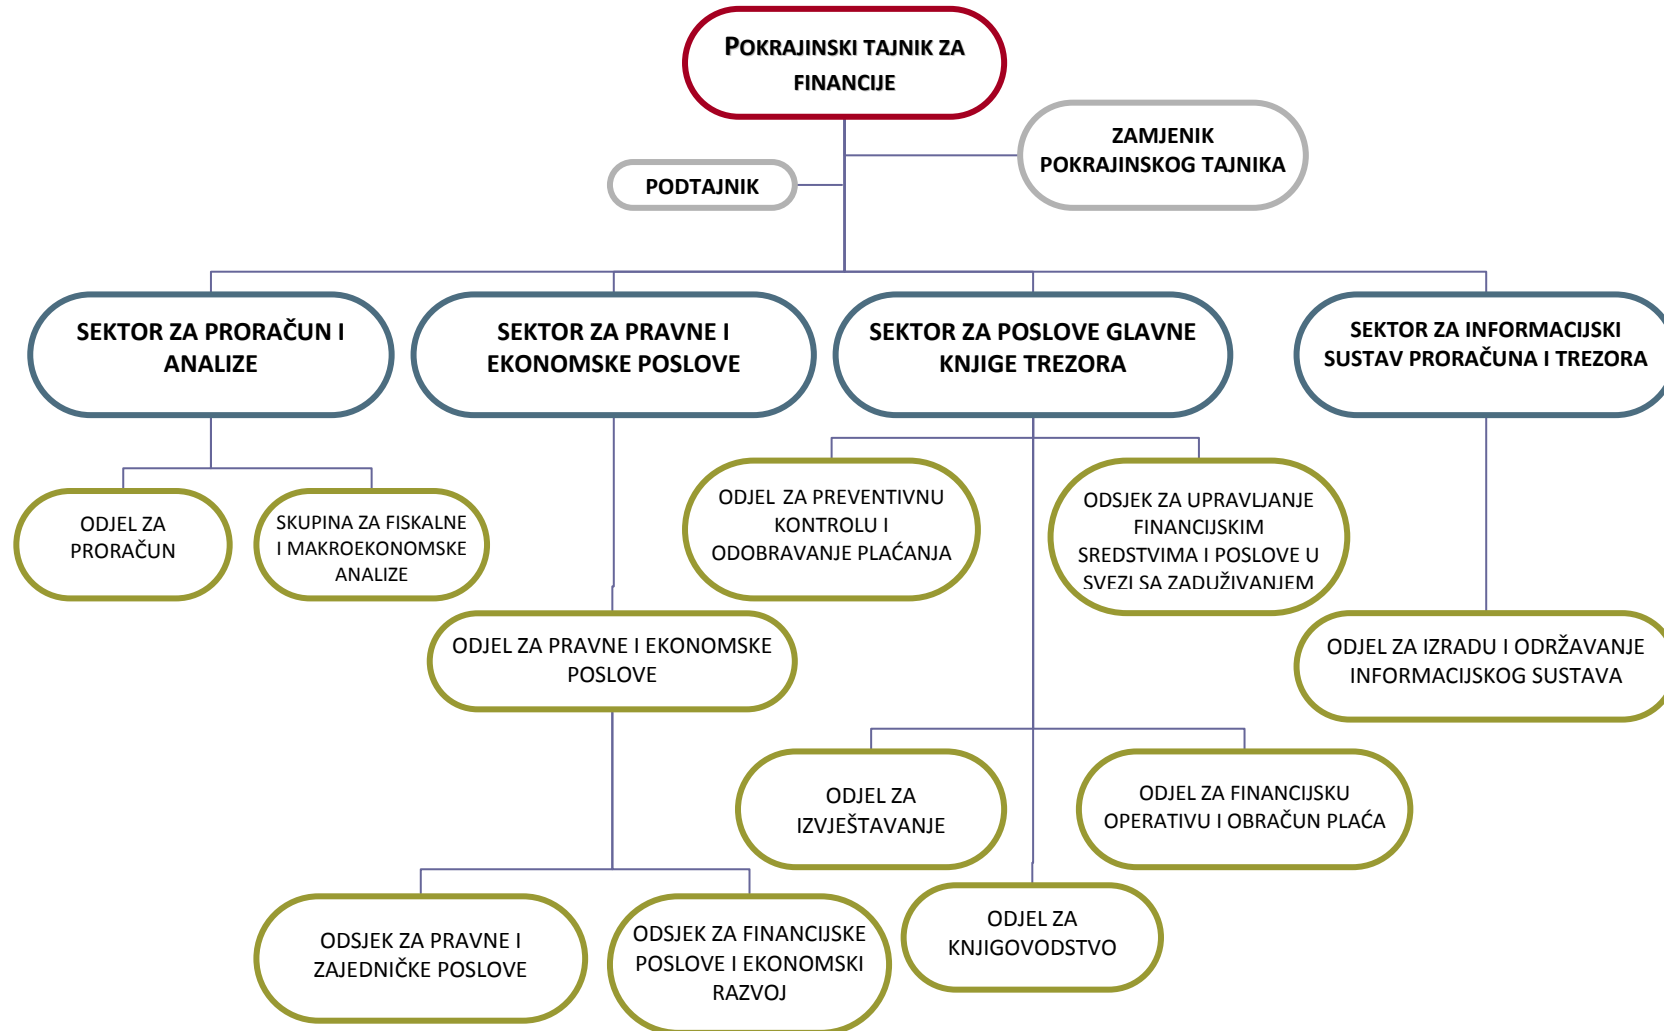 POKRAJINSKI TAJNIK ZA
FINANCIJE
ZAMJENIK
POKRAJINSKOG TAJNIKA
PODTAJNIK
SEKTOR ZA PRORAČUN I
ANALIZE
SEKTOR ZA PRAVNE I
EKONOMSKE POSLOVE
SEKTOR ZA POSLOVE GLAVNE
KNJIGE TREZORA
SEKTOR ZA INFORMACIJSKI
SUSTAV PRORAČUNA I TREZORA
ODJEL ZA
PRORAČUN
SKUPINA ZA FISKALNE
I MAKROEKONOMSKE
ANALIZE
ODJEL ZA PREVENTIVNU
KONTROLU I
ODOBRAVANJE PLAĆANJA
ODSJEK ZA UPRAVLJANJE
FINANCIJSKIM
SREDSTVIMA I POSLOVE U
SVEZI SA ZADUŽIVANJEM
ODJEL ZA PRAVNE I EKONOMSKE
POSLOVE
ODJEL ZA IZRADU I ODRŽAVANJE
INFORMACIJSKOG SUSTAVA
ODJEL ZA
IZVJEŠTAVANJE
ODJEL ZA FINANCIJSKU
OPERATIVU I OBRAČUN PLAĆA
ODSJEK ZA PRAVNE I
ZAJEDNIČKE POSLOVE
ODSJEK ZA FINANCIJSKE
POSLOVE I EKONOMSKI
RAZVOJ
ODJEL ZA
KNJIGOVODSTVO